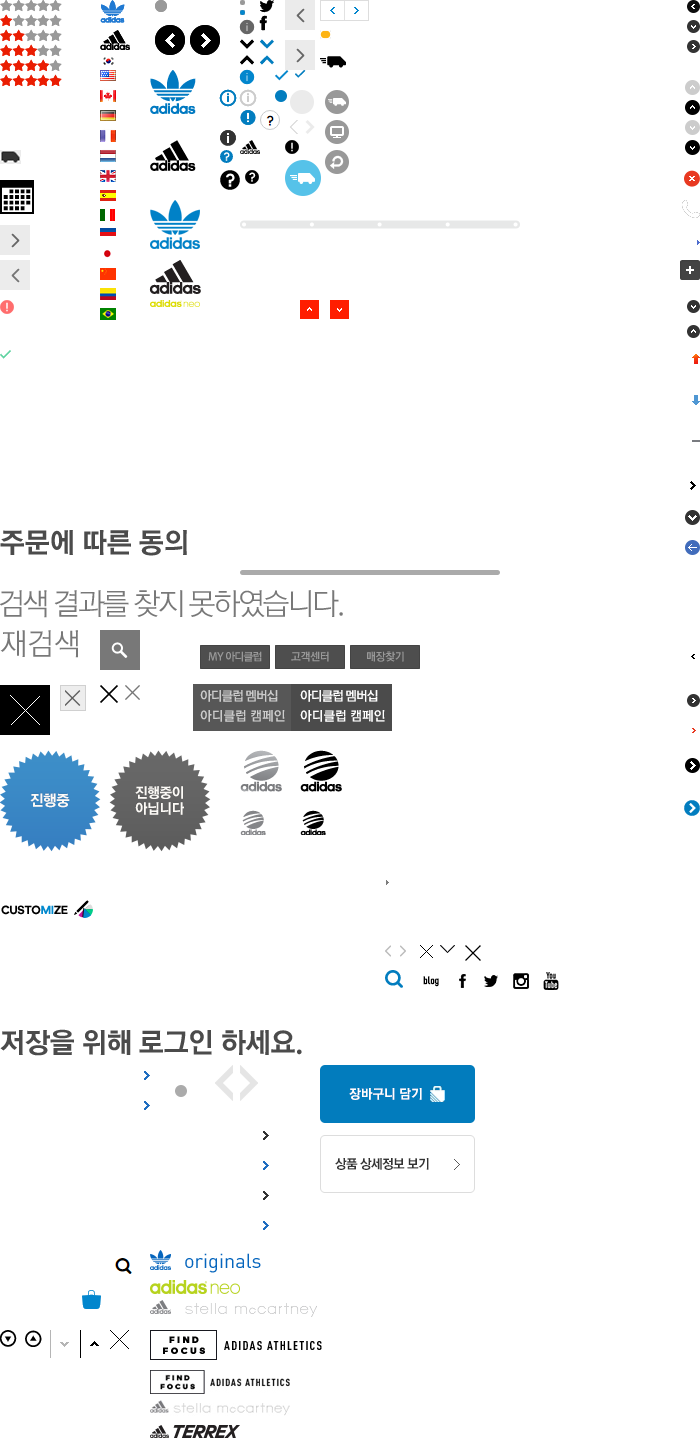 adidas
adidas
adidas
adidas
adidas
adidas neo
주문에 따른 동의
검색 결과를 찾지 못하였습니다.
재검색
MY 아디클럽
고객센터
매장찾기
아디클럽 멤버십
아디클럽 멤버십
아디클럽 캠페인
아디클럽 캠페인
진행중
진행중이
아닙니다
adidas
adidas
adidas
adidas
CUSTOMIZE
blog
You
Tube
저장을 위해 로그인 하세요.
장바구니 담기
상품 상세정보 보기
originals
adidas neo
stella mccartney
FIND
FOCUS
ADIDAS ATHLETICS
FIND
FOCUS
ADIDAS ATHLETICS
stella mccartney
TERREX